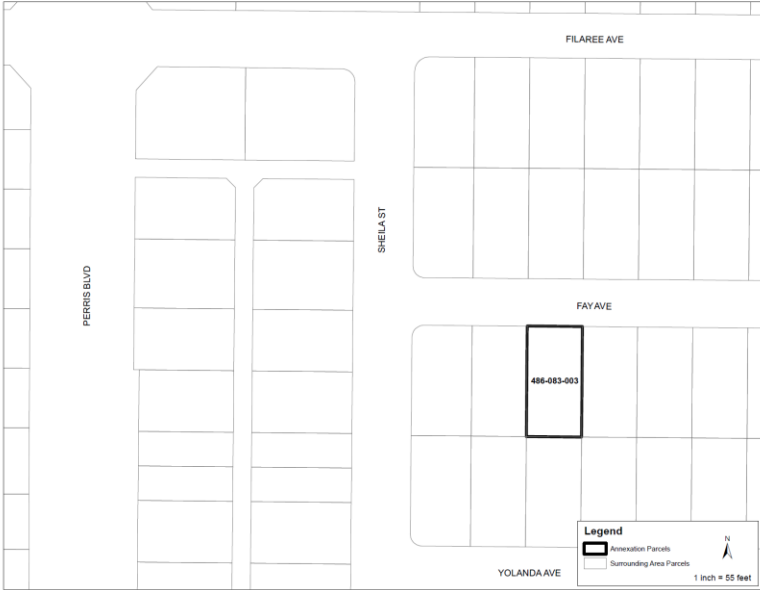 FILAREE AVE
SHEILA ST
PERRIS BLVD
FAY AVE
486-083-003
Legend
Annexation Parcels
Surrounding Area Parcels
N
1 inch = 55 feet
YOLANDA AVE